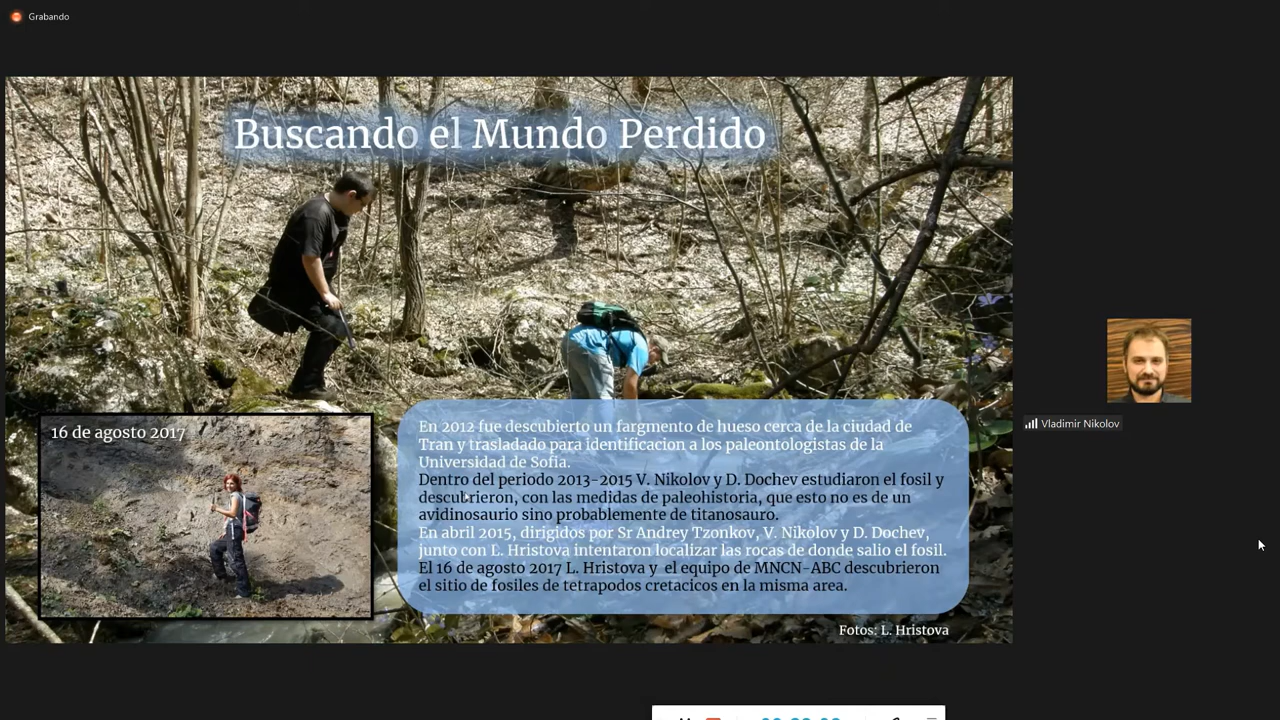 Grabando
Buscando el Mundo Perdido
16 de agosto 2017
En 2012 fue descubierto un fargmento de hueso cerca de la ciudad de
Tran y trasladado para identificacion a los paleontologistas de la
Universidad de Sofia.
Dentro del periodo 2013-2015 V. Nikolov y D. Dochev estudiaron el fosil y
descubrieron, con las medidas de paleohistoria, que esto no es de un
avidinosaurio sino probablemente de titanosauro.
En abril 2015, dirigidos por Sr Andrey Tzonkov, V. Nikolov y D. Dochev,
junto con L. Hristova intentaron localizar las rocas de donde salio el fosil.
El 16 de agosto 2017 L. Hristova y el equipo de MNCN-ABC descubrieron
el sitio de fosiles de tetrapodos cretacicos en la misma area.
Fotos: L. Hristova
Vladimir Nikolov